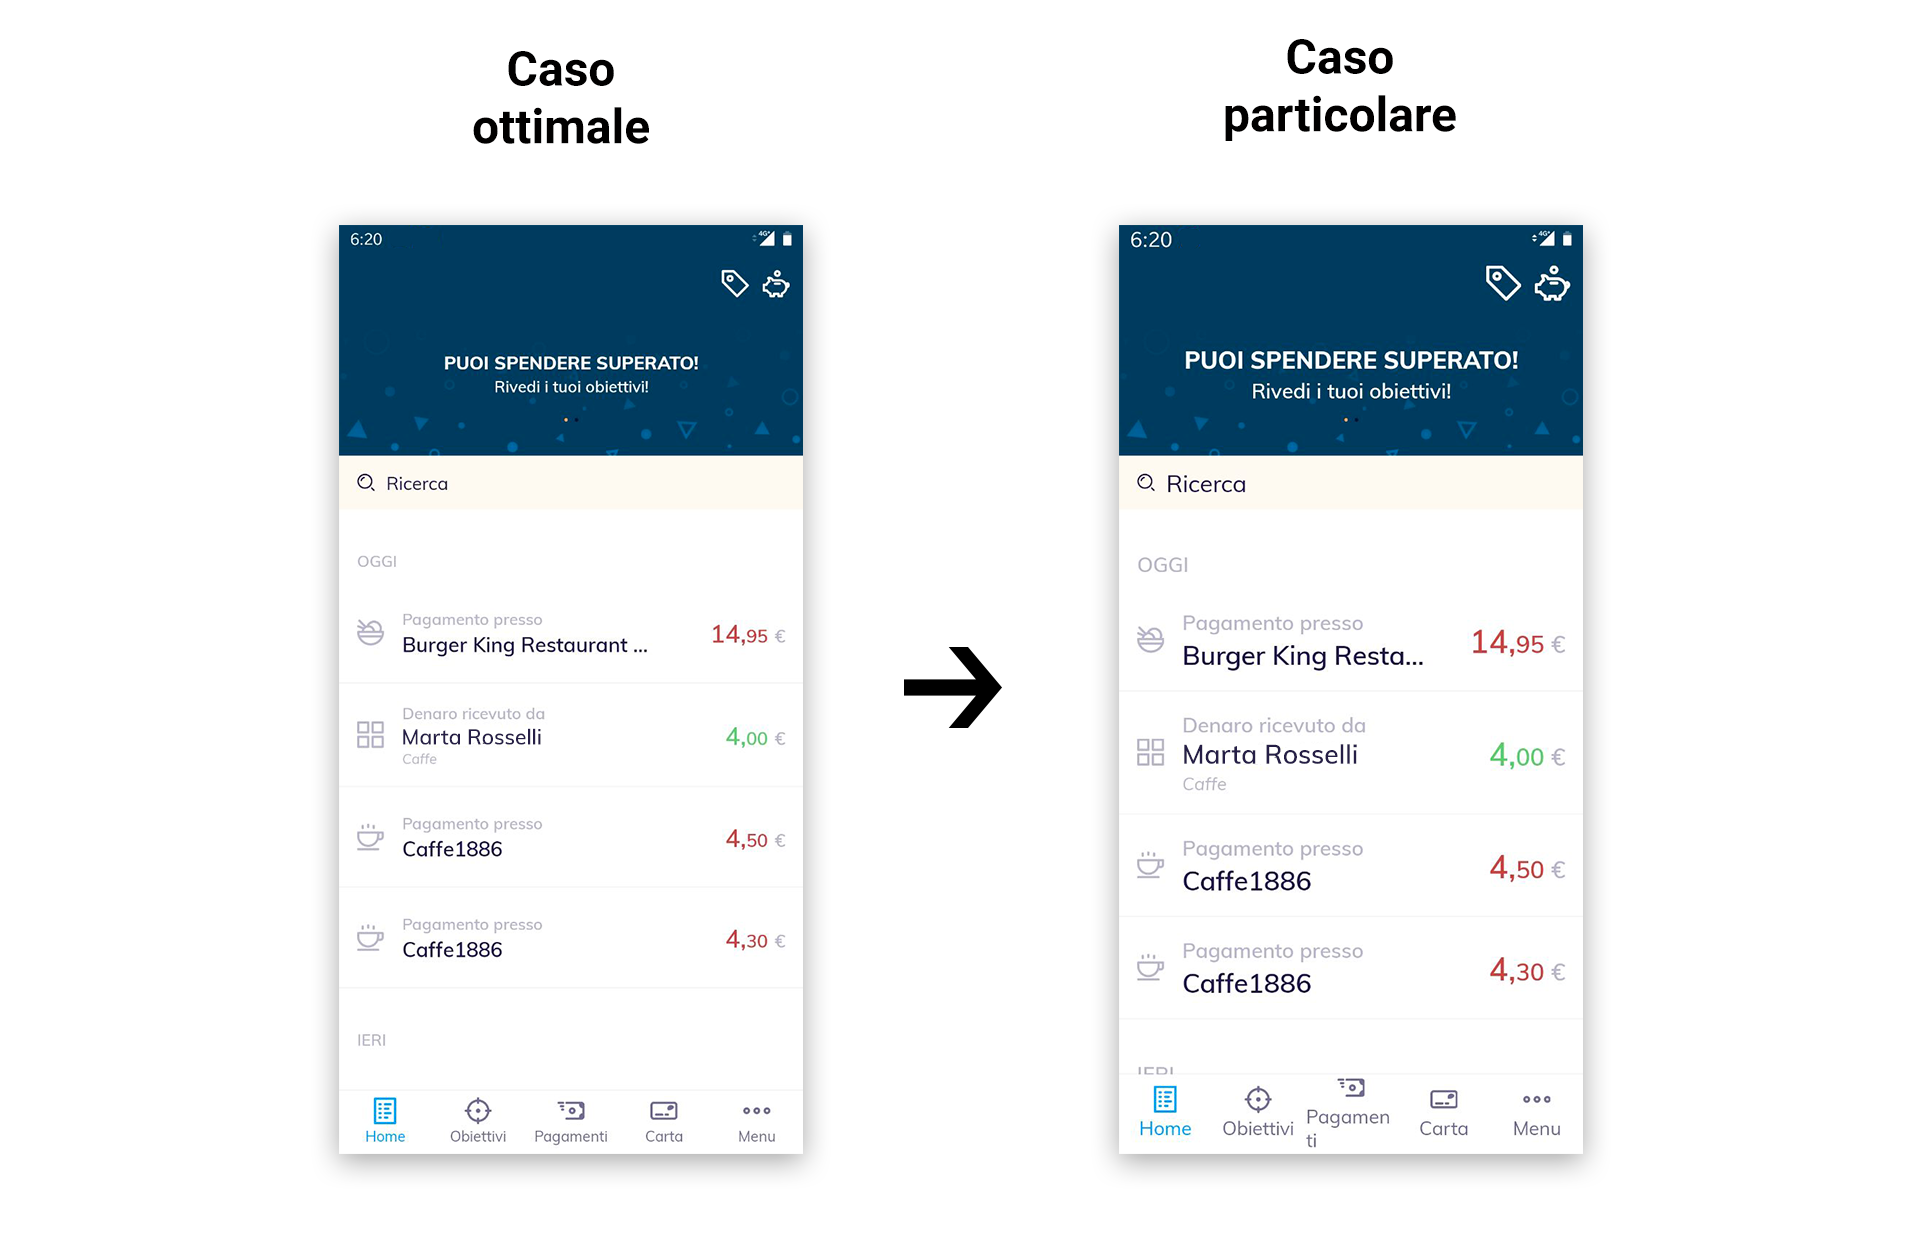 Caso
ottimale
6:20
4G+
PUOI SPENDERE SUPERATO!
Rivedi i tuoi obiettivi!
Ricerca
OGGI
Pagamento presso
Burger King Restaurant ...
14,95 €
Denaro ricevuto da
Marta Rosselli
Caffe
4,00 €
Pagamento presso
Caffe1886
4,50 €
Pagamento presso
Caffe1886
4,30 €
IERI
Home
Obiettivi
Pagamenti
Carta
Menu
Caso
particolare
6:20
4G+
PUOI SPENDERE SUPERATO!
Rivedi i tuoi obiettivi!
Ricerca
OGGI
Pagamento presso
Burger King Resta...
14,95 €
Denaro ricevuto da
Marta Rosselli
Caffe
4,00 €
Pagamento presso
Caffe1886
4,50 €
Pagamento presso
Caffe1886
4,30 €
IERI
Home
Obiettivi
Pagamen
ti
Carta
Menu